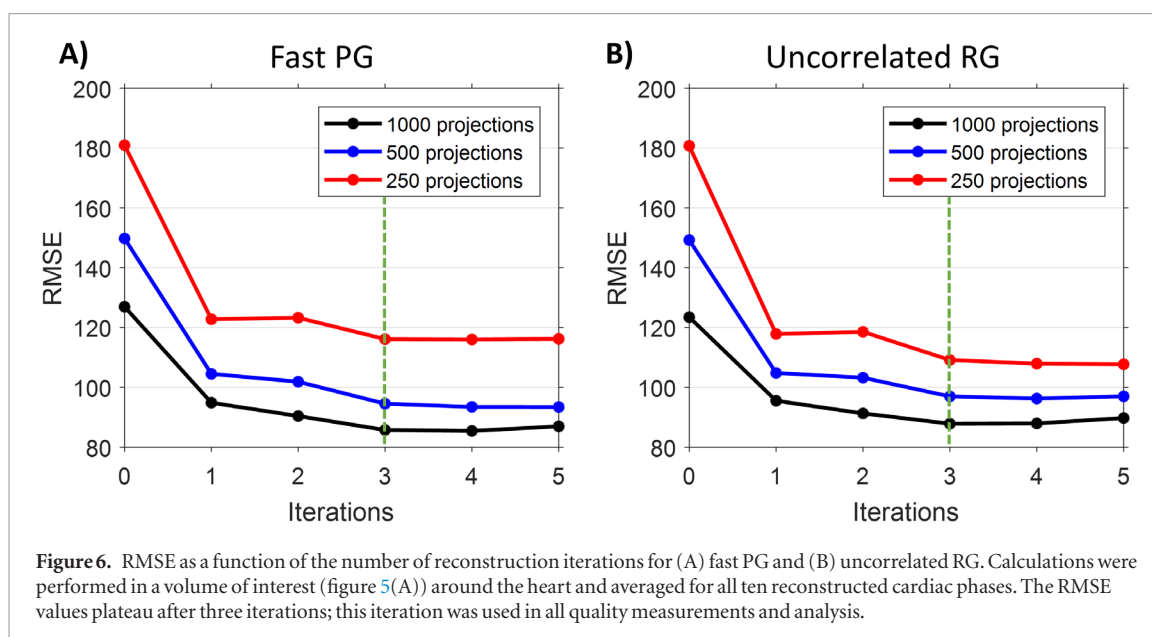 A)
Fast PG
200
180
160
140
120
100
80
RMSE
1000 projections
500 projections
250 projections
0 1 2 3 4 5
Iterations
B)
Uncorrelated RG
200
180
160
140
120
100
80
RMSE
1000 projections
500 projections
250 projections
0 1 2 3 4 5
Iterations
Figure 6. RMSE as a function of the number of reconstruction iterations for (A) fast PG and (B) uncorrelated RG. Calculations were
performed in a volume of interest (figure 5(A)) around the heart and averaged for all ten reconstructed cardiac phases. The RMSE
values plateau after three iterations; this iteration was used in all quality measurements and analysis.